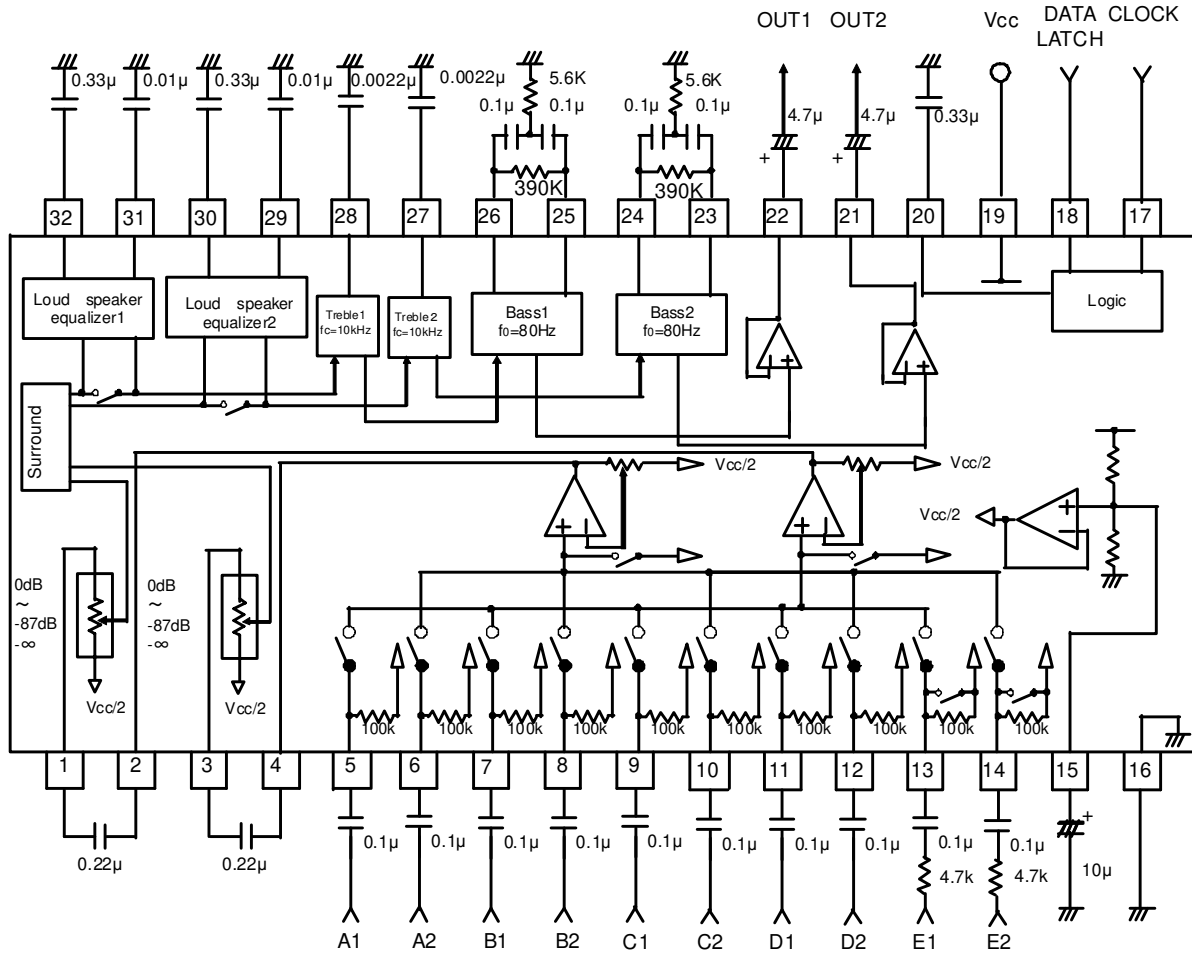 OUT1 OUT2 Vcc DATA CLOCK
LATCH
0.33µ 0.01µ 0.33µ 0.01µ 0.0022µ 0.0022µ 5.6K 5.6K
0.1µ 0.1µ 0.1µ 0.1µ 4.7µ 4.7µ 0.33µ
+ +
390K 390K
32 31 30 29 28 27 26 25 24 23 22 21 20 19 18 17
Loud speaker
equalizer1
Loud speaker
equalizer2
Treble1
fc=10kHz
Treble2
fc=10kHz
Bass1
f0=80Hz
Bass2
f0=80Hz
Logic
Surround
Vcc/2 Vcc/2
Vcc/2
0dB
~
-87dB
-∞
0dB
~
-87dB
-∞
Vcc/2 Vcc/2
100k 100k 100k 100k 100k 100k 100k 100k 100k 100k
1 2 3 4 5 6 7 8 9 10 11 12 13 14 15 16
0.22µ 0.22µ 0.1µ 0.1µ 0.1µ 0.1µ 0.1µ 0.1µ 0.1µ 0.1µ 0.1µ 0.1µ +
4.7k 4.7k 10µ
A1 A2 B1 B2 C1 C2 D1 D2 E1 E2